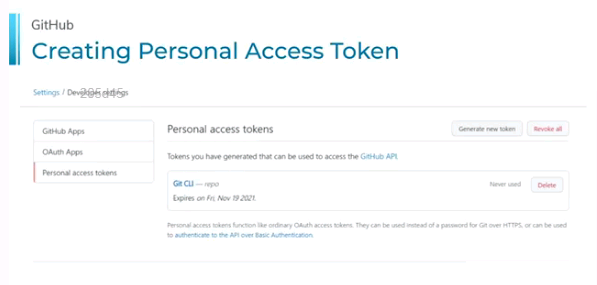 GitHub
Creating Personal Access Token
Settings / Developer settings
285d45
GitHub Apps
OAuth Apps
Personal access tokens
Personal access tokens
Generate new token
Revoke all
Tokens you have generated that can be used to access the GitHub API.
Git CLI — repo
Never used
Delete
Expires on Fri, Nov 19 2021.
Personal access tokens function like ordinary OAuth access tokens. They can be used instead of a password for Git over HTTPS, or can be used
to authenticate to the API over Basic Authentication.